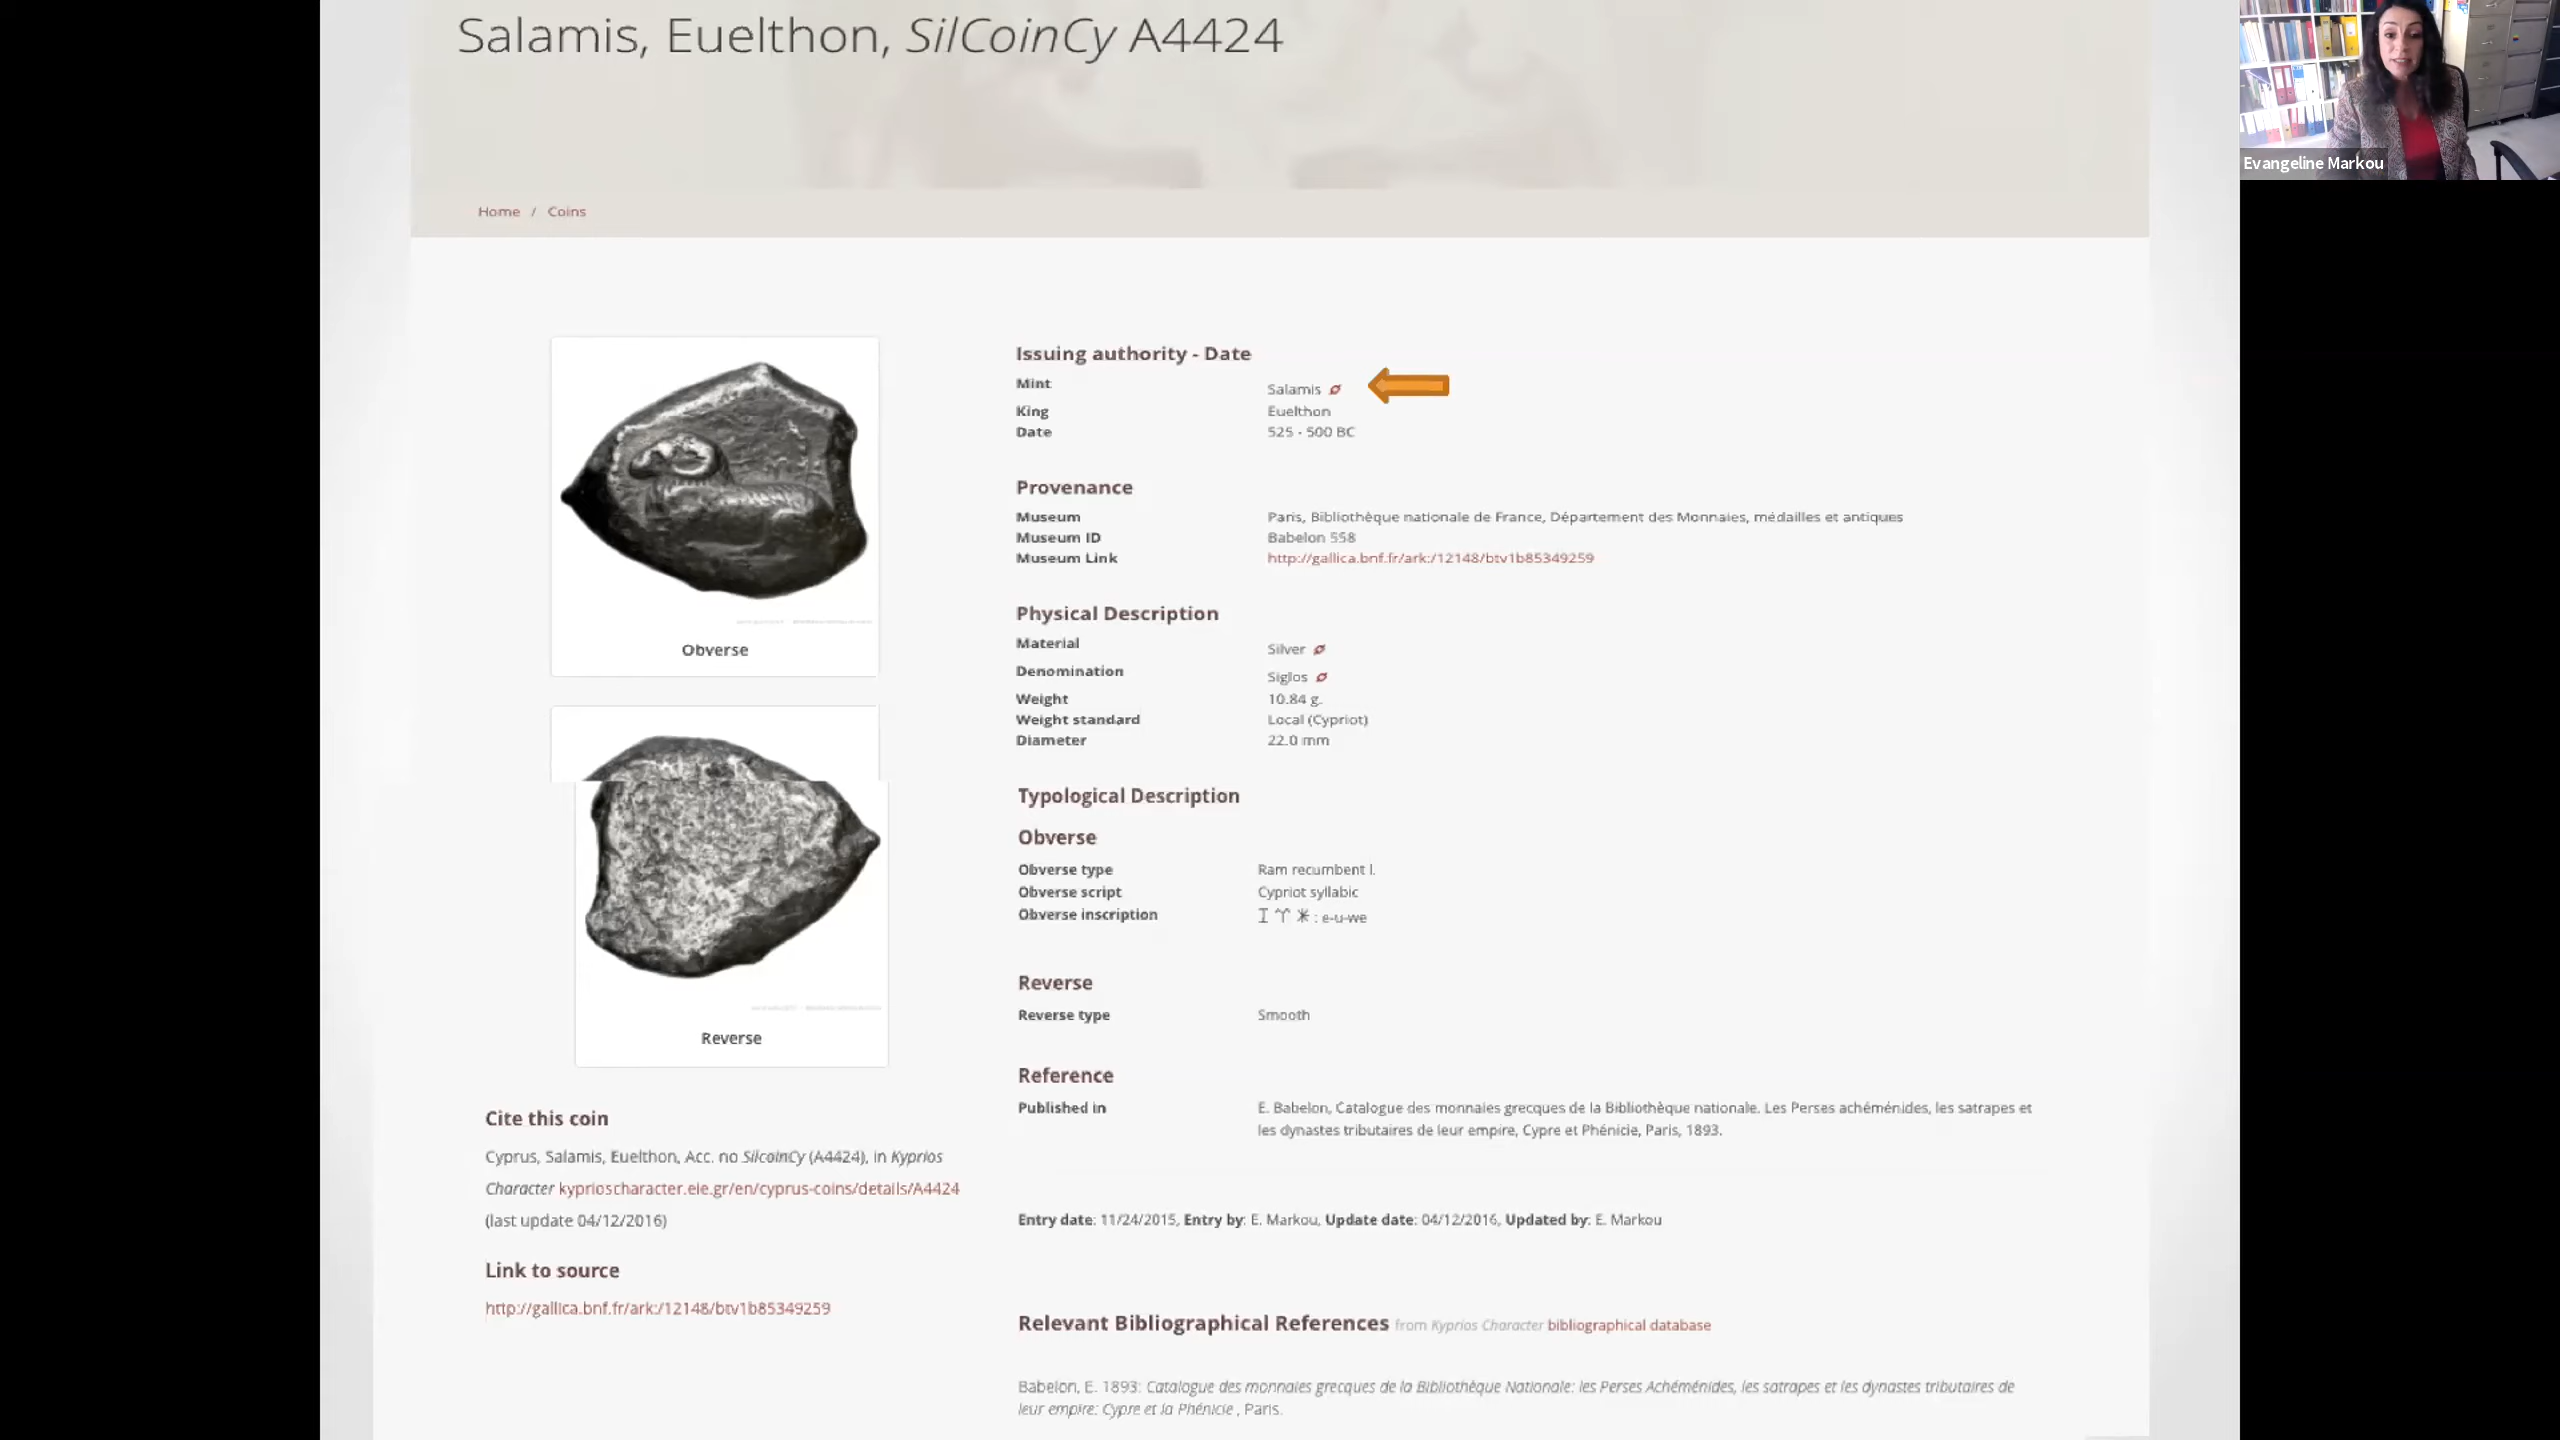 Salamis, Euelthon, SilCoinCy A4424
Evangeline Markou
Home / Coins
Obverse
Reverse
Cite this coin
Cyprus, Salamis, Euelthon, Acc. no SilcoinCy (A4424), in Kyprios
Character kyprioscharacter.eie.gr/en/cyprus-coins/details/A4424
(last update 04/12/2016)
Link to source
http://gallica.bnf.fr/ark:/12148/btv1b85349259
Issuing authority - Date
Mint Salamis
King Euelthon
Date 525 - 500 BC
Provenance
Museum Paris, Bibliothèque nationale de France, Département des Monnaies, médailles et antiques
Museum ID Babelon 558
Museum Link http://gallica.bnf.fr/ark:/12148/btv1b85349259
Physical Description
Material Silver
Denomination Siglos
Weight 10.84 g.
Weight standard Local (Cypriot)
Diameter 22.0 mm
Typological Description
Obverse
Obverse type Ram recumbent l.
Obverse script Cypriot syllabic
Obverse inscription : e-u-we
Reverse
Reverse type Smooth
Reference
Published in E. Babelon, Catalogue des monnaies grecques de la Bibliothèque nationale. Les Perses achéménides, les satrapes et
les dynastes tributaires de leur empire, Cypre et Phénicie, Paris, 1893.
Entry date: 11/24/2015, Entry by: E. Markou, Update date: 04/12/2016, Updated by: E. Markou
Relevant Bibliographical References from Kyprios Character bibliographical database
Babelon, E. 1893: Catalogue des monnaies grecques de la Bibliothèque Nationale: les Perses Achéménides, les satrapes et les dynastes tributaires de
leur empire: Cypre et la Phénicie , Paris.